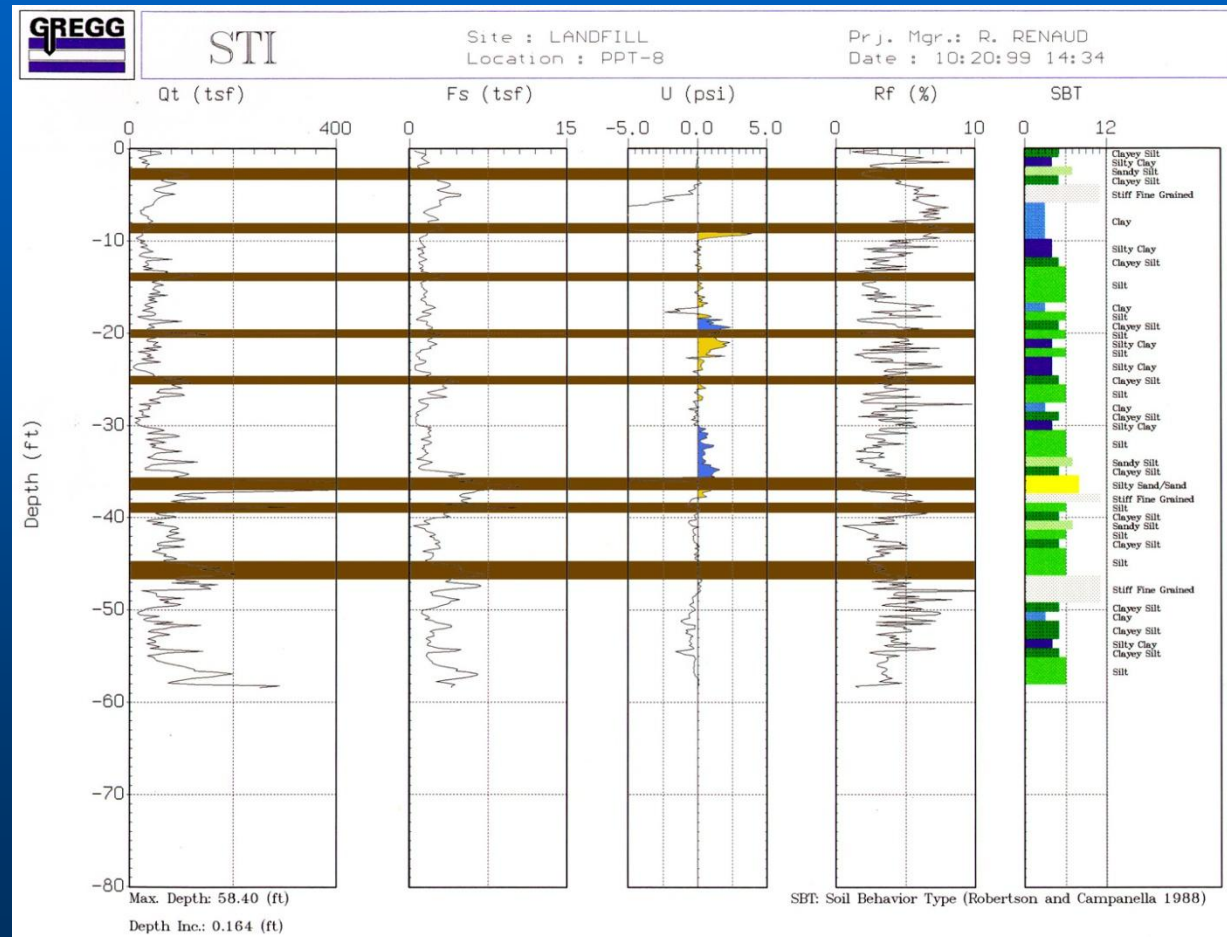 GREGG
STI
Site : LANDFILL
Location : PPT-8
Prj. Mgr.: R. RENAUD
Date : 10:20:99 14:34
Qt (tsf)
Fs (tsf)
U (psi)
Rf (%)
SBT
0 400
0 15
-5.0 0.0 5.0
0 10
0 12
Depth (ft)
0
-10
-20
-30
-40
-50
-60
-70
-80
Clayey Silt
Silty Clay
Sandy Silt
Clayey Silt
Stiff Fine Grained
Clay
Silty Clay
Clayey Silt
Silt
Clay
Silt
Clayey Silt
Silt
Silty Clay
Silt
Silty Clay
Clayey Silt
Silt
Clay
Clayey Silt
Silty Clay
Silt
Sandy Silt
Clayey Silt
Silty Sand/Sand
Stiff Fine Grained
Silt
Clayey Silt
Sandy Silt
Silt
Clayey Silt
Silt
Stiff Fine Grained
Clayey Silt
Clay
Clayey Silt
Silty Clay
Clayey Silt
Silt
Max. Depth: 58.40 (ft)
Depth Inc.: 0.164 (ft)
SBT: Soil Behavior Type (Robertson and Campanella 1988)